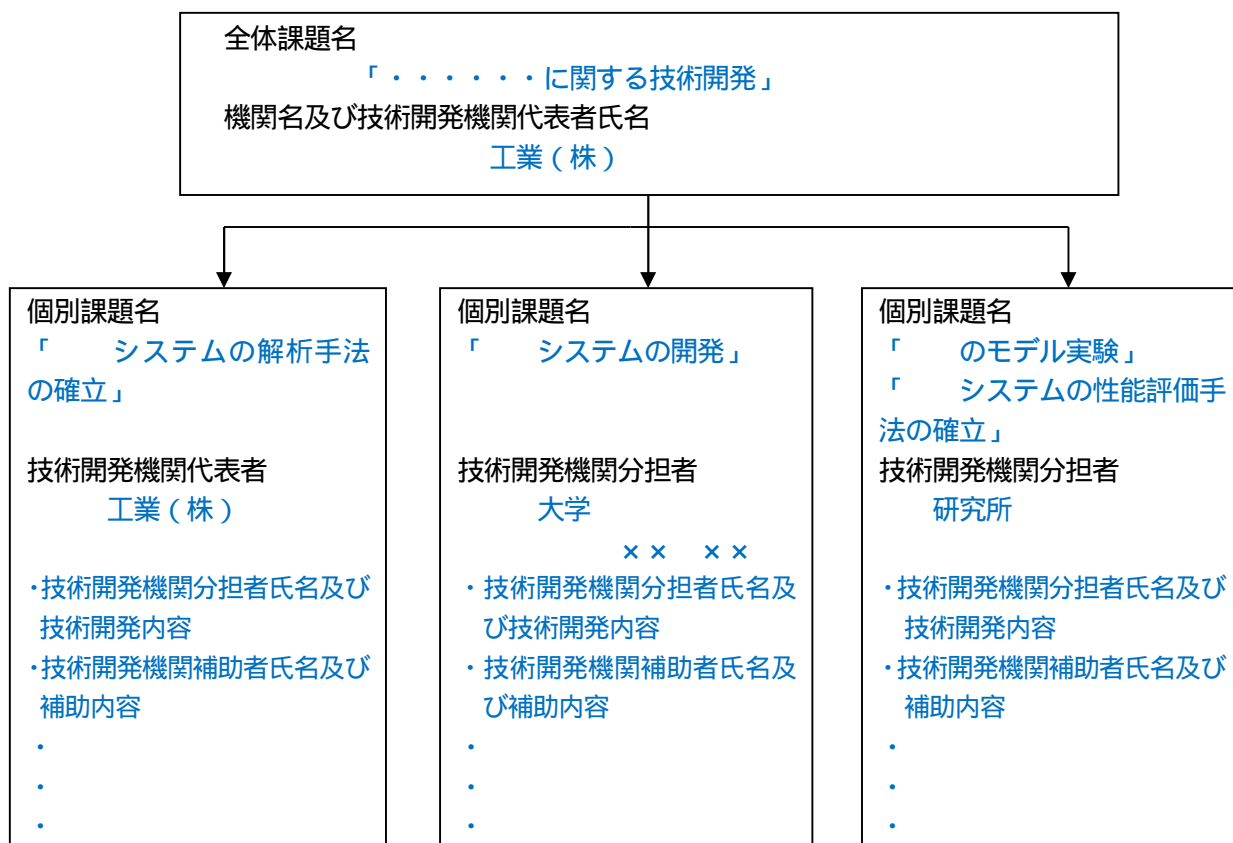 全体課題名
「・・・・・・に関する技術開発」
機関名及び技術開発機関代表者氏名
工業(株)
個別課題名
「　　システムの解析手法
の確立」
技術開発機関代表者
工業(株)
・技術開発機関分担者氏名及び
技術開発内容
・技術開発機関補助者氏名及び
補助内容
・
・
・
個別課題名
「　　システムの開発」
技術開発機関分担者
大学
××　××
・技術開発機関分担者氏名及
び技術開発内容
・技術開発機関補助者氏名及
び補助内容
・
・
・
個別課題名
「　　のモデル実験」
「　　システムの性能評価手
法の確立」
技術開発機関分担者
研究所
・技術開発機関分担者氏名及び
技術開発内容
・技術開発機関補助者氏名及び
補助内容
・
・
・